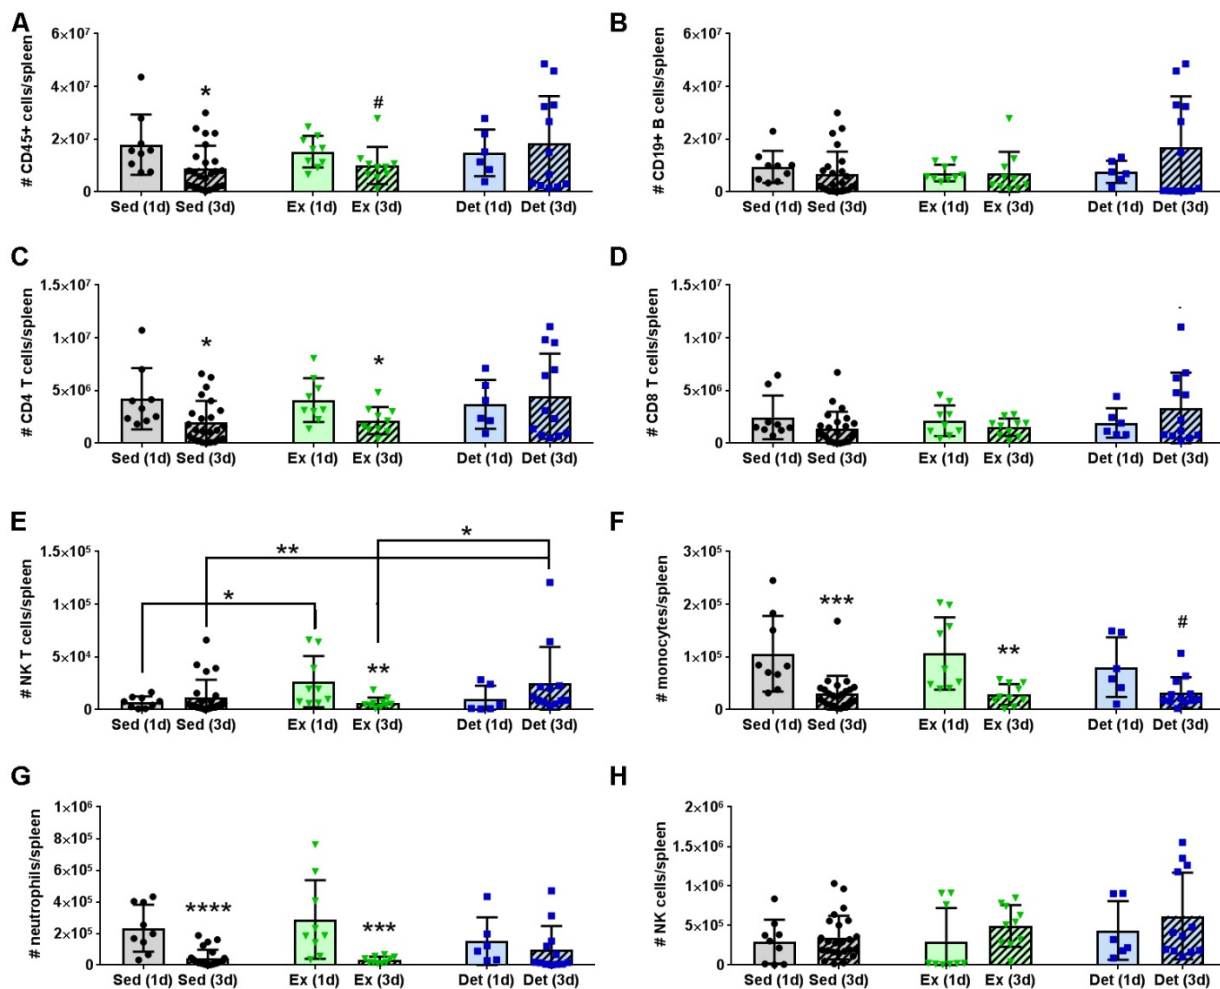 A
# CD45+ cells/spleen
6×10⁷
4×10⁷
2×10⁷
0
*
#
Sed (1d) Sed (3d) Ex (1d) Ex (3d) Det (1d) Det (3d)
B
# CD19+ B cells/spleen
6×10⁷
4×10⁷
2×10⁷
0
Sed (1d) Sed (3d) Ex (1d) Ex (3d) Det (1d) Det (3d)
C
# CD4 T cells/spleen
1.5×10⁷
1×10⁷
5×10⁶
0
*
*
Sed (1d) Sed (3d) Ex (1d) Ex (3d) Det (1d) Det (3d)
D
# CD8 T cells/spleen
1.5×10⁷
1×10⁷
5×10⁶
0
Sed (1d) Sed (3d) Ex (1d) Ex (3d) Det (1d) Det (3d)
E
# NK T cells/spleen
1.5×10⁵
1×10⁵
5×10⁴
0
*
**
*
**
Sed (1d) Sed (3d) Ex (1d) Ex (3d) Det (1d) Det (3d)
F
# monocytes/spleen
3×10⁵
2×10⁵
1×10⁵
0
***
**
#
Sed (1d) Sed (3d) Ex (1d) Ex (3d) Det (1d) Det (3d)
G
# neutrophils/spleen
1×10⁶
8×10⁵
6×10⁵
4×10⁵
2×10⁵
0
****
***
Sed (1d) Sed (3d) Ex (1d) Ex (3d) Det (1d) Det (3d)
H
# NK cells/spleen
2×10⁶
1.5×10⁶
1×10⁶
5×10⁵
0
Sed (1d) Sed (3d) Ex (1d) Ex (3d) Det (1d) Det (3d)